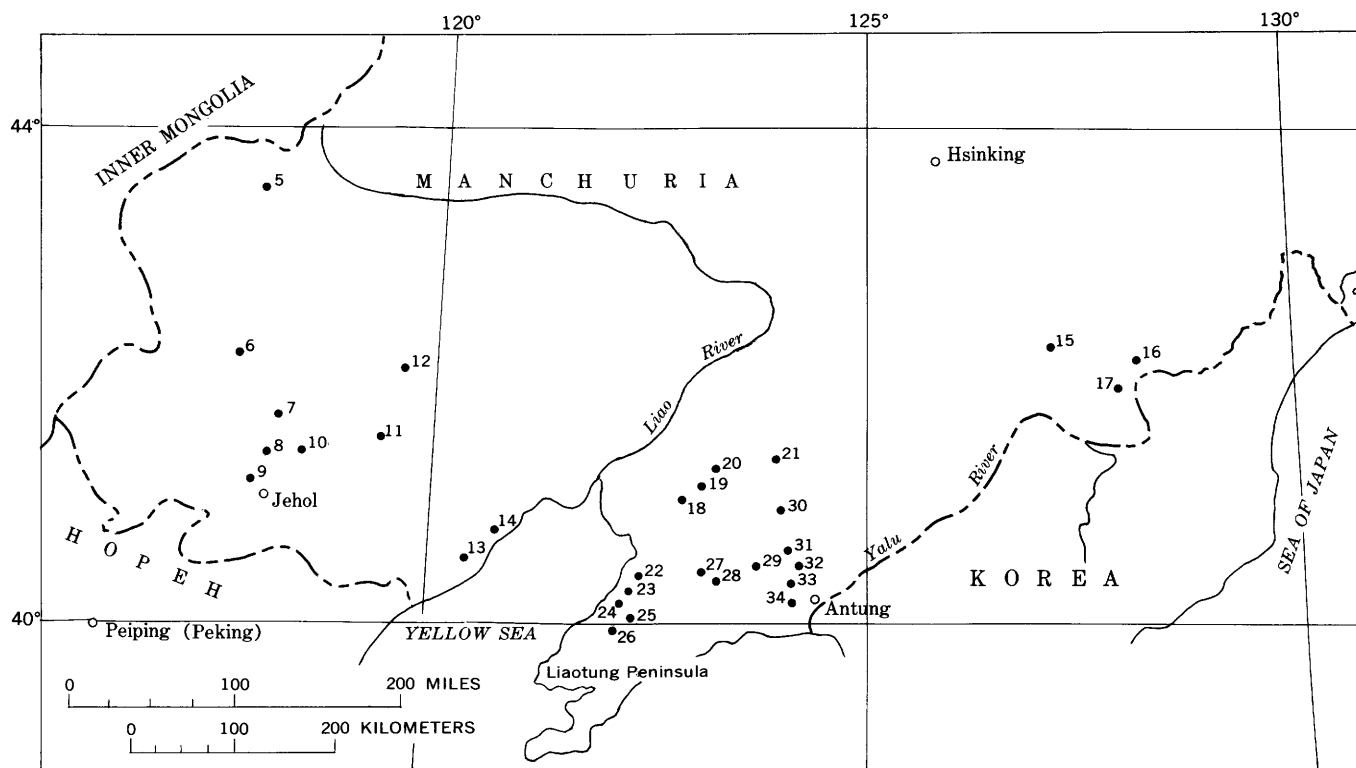 120°
125°
130°
44°
INNER MONGOLIA
Hsinking
5
MANCHURIA
River
15
16
6
12
17
7
Liao
11
8
10
21
20
River
9
19
Jehol
18
30
SEA OF JAPAN
14
HOPEH
31
Yalu
13
29
32
27
22
28
33
KOREA
23
24
34
Antung
40°
25
Peiping (Peking)
YELLOW SEA
26
Liaotung Peninsula
0 100 200 MILES
0 100 200 KILOMETERS